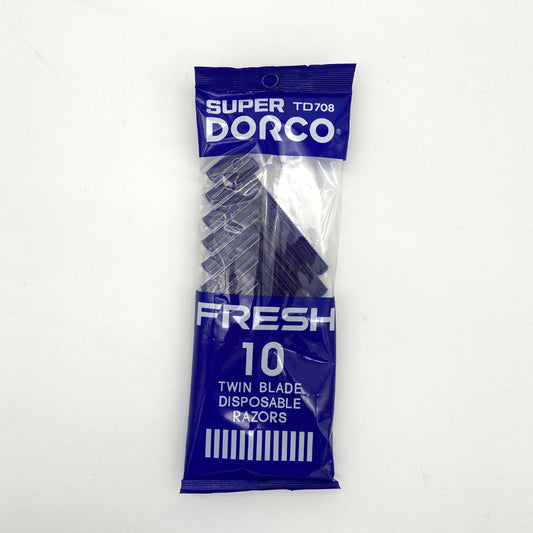 SUPER TD708
DORCO®
FRESH
10
TWIN BLADE
DISPOSABLE
RAZORS